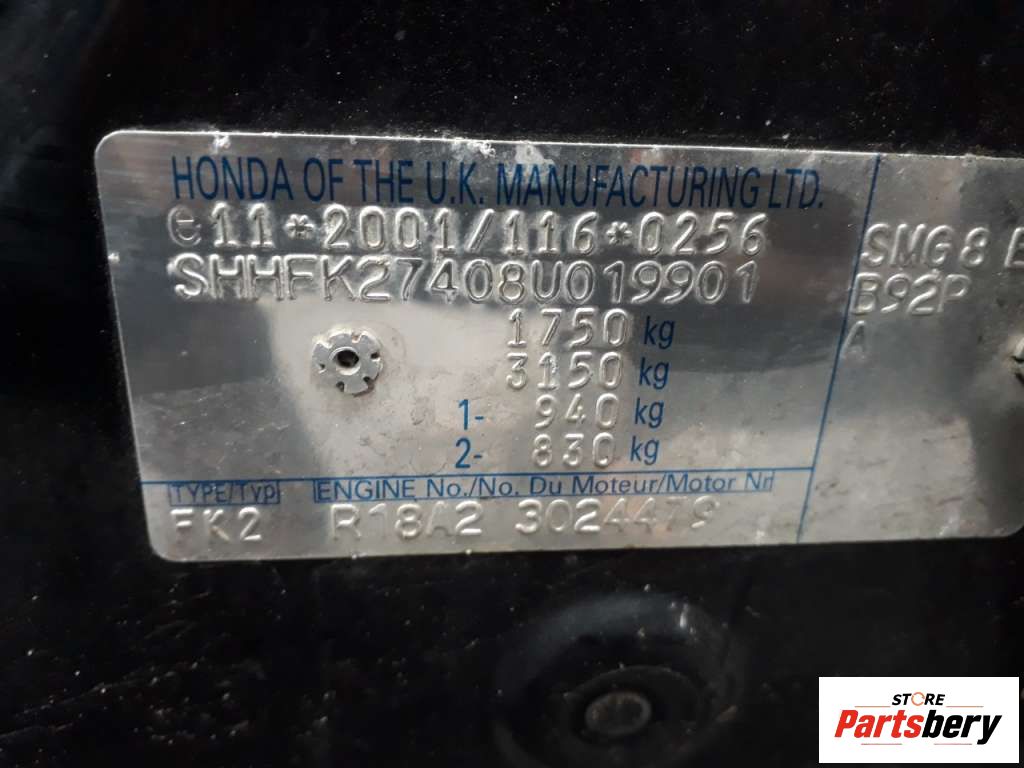 HONDA OF THE U.K. MANUFACTURING LTD.
e11*2001/116*0256
SHHFK27408U019901
1750 kg
3150 kg
1- 940 kg
2- 830 kg
TYPE/Typ ENGINE No./No. Du Moteur/Motor Nr
FK2 R18A2 3024479
SMG8 E
B92P
A
STORE
Partsbery